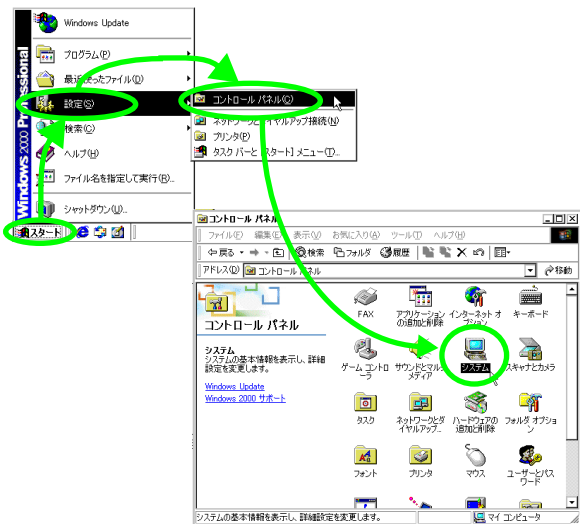 Windows Update
プログラム(P)
最近使ったファイル(D)
設定(S)
検索(C)
ヘルプ(H)
ファイル名を指定して実行(R)...
シャットダウン(U)...
Windows 2000 Professional
スタート
コントロール パネル(C)
ネットワークとダイヤルアップ接続(N)
プリンタ(P)
タスク バーと [スタート] メニュー(T)...
コントロール パネル
ファイル(F) 編集(E) 表示(V) お気に入り(A) ツール(T) ヘルプ(H)
戻る 検索 フォルダ 履歴
アドレス(D) コントロール パネル 移動
コントロール パネル
システム
システムの基本情報を表示し、詳細
設定を変更します。
Windows Update
Windows 2000 サポート
FAX
アプリケーション
の追加と削除
インターネット オ
プション
キーボード
ゲーム コントロ
ーラ
サウンドとマル
チメディア
システム
スキャナとカメラ
タスク
ネットワークとダ
イヤルアップ...
ハードウェアの
追加と削除
フォルダ オプショ
ン
フォント
プリンタ
マウス
ユーザーとパス
ワード
システムの基本情報を表示し、詳細設定を変更します。
マイ コンピュータ